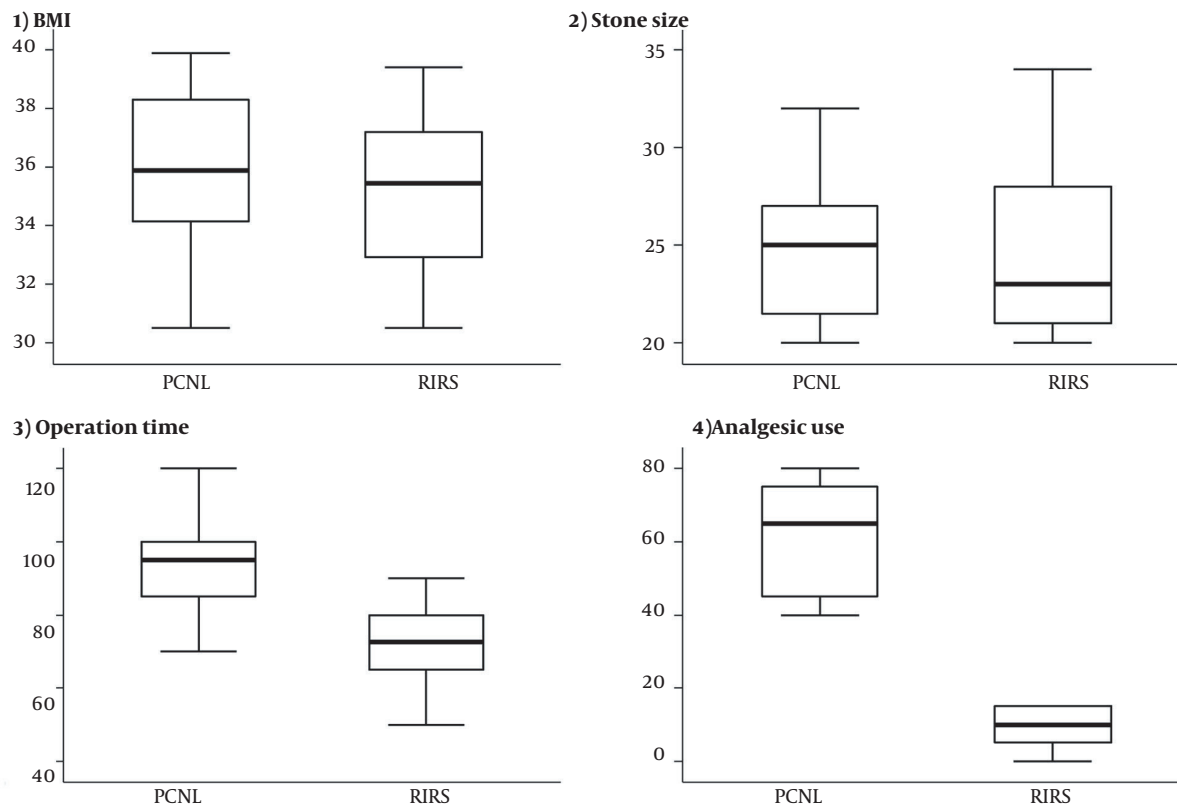 1) BMI
40
38
36
34
32
30
PCNL
RIRS
2) Stone size
35
30
25
20
PCNL
RIRS
3) Operation time
120
100
80
60
40
PCNL
RIRS
4)Analgesic use
80
60
40
20
0
PCNL
RIRS